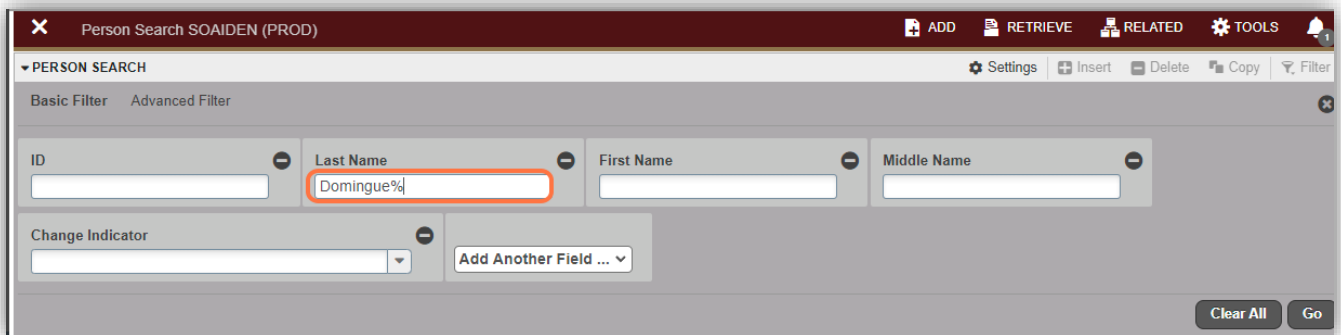 Person Search SOAIDEN (PROD) ADD RETRIEVE RELATED TOOLS 1
PERSON SEARCH Settings Insert Delete Copy Filter
Basic Filter Advanced Filter
ID Last Name First Name Middle Name
Domingue%
Change Indicator
Add Another Field ...
Clear All Go